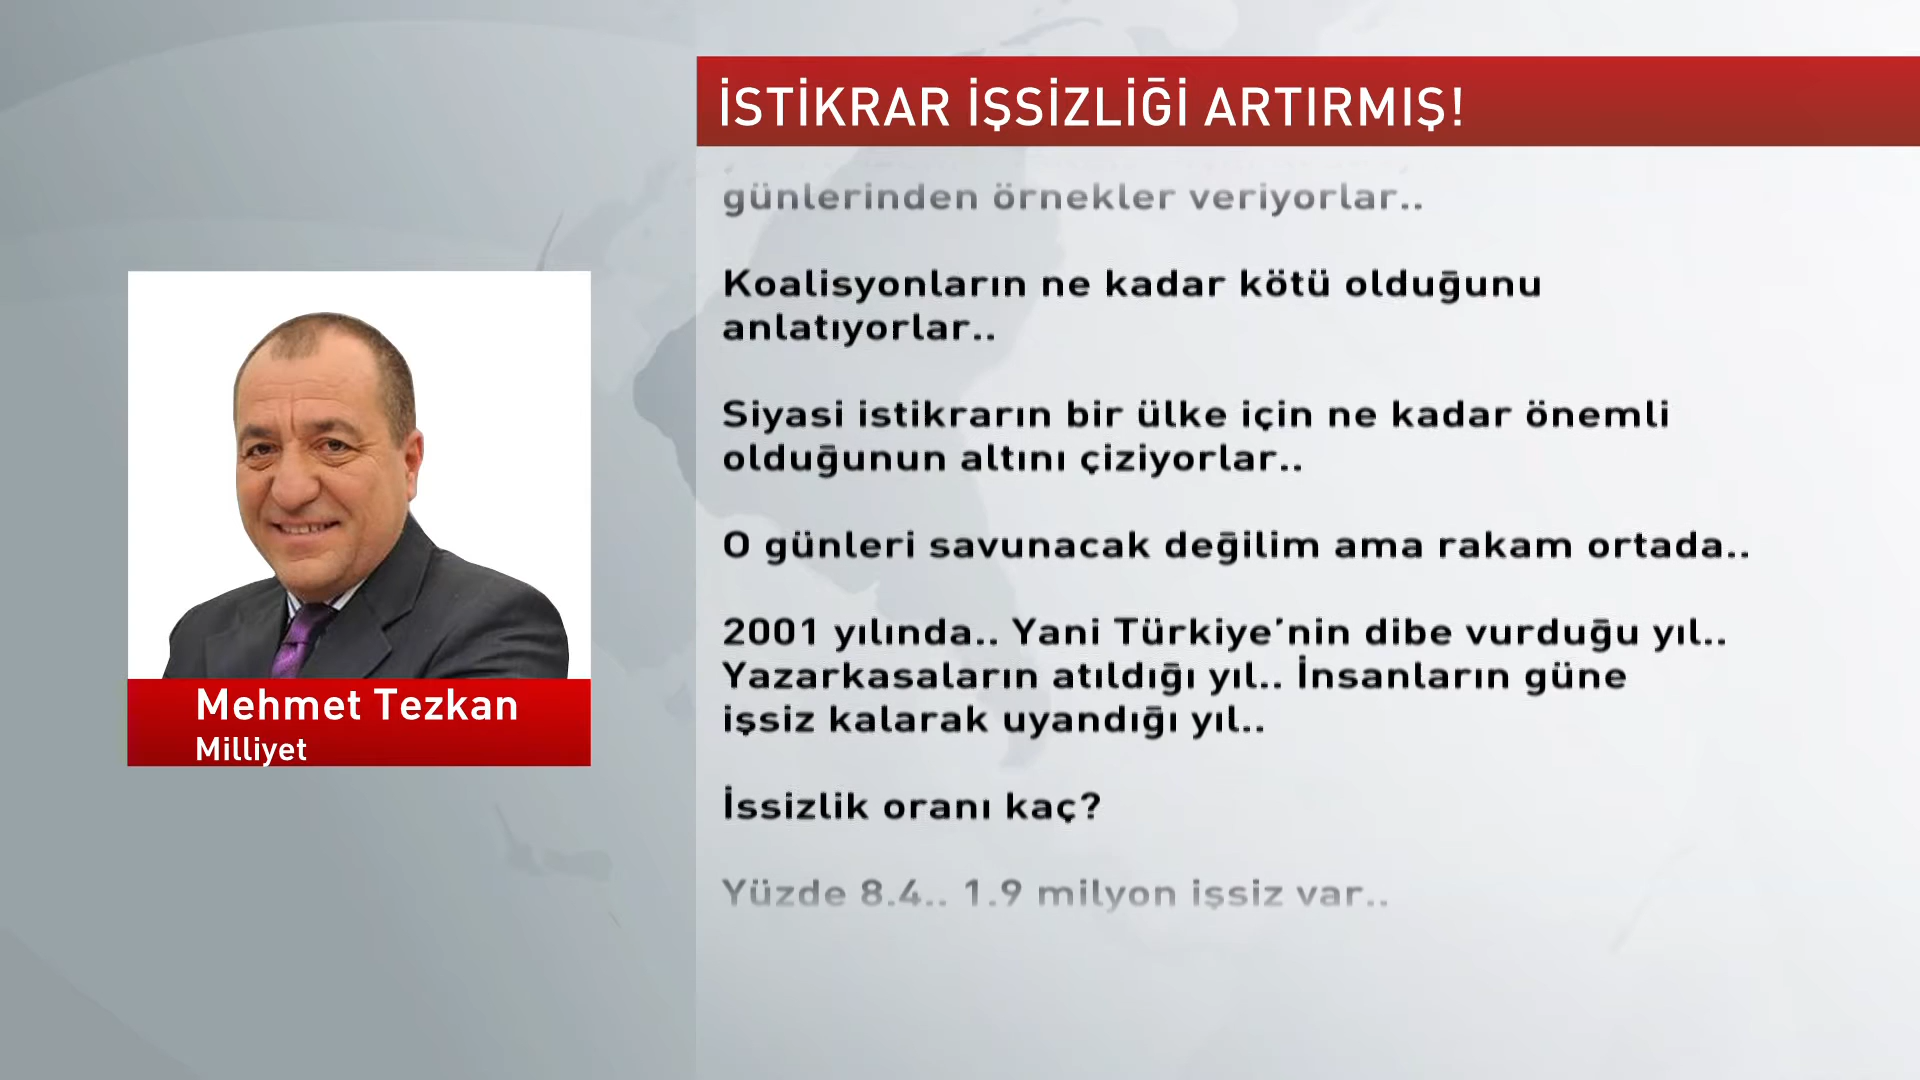 İSTİKRAR İŞSİZLİĞİ ARTIRMIŞ!
günlerinden örnekler veriyorlar..
Koalisyonların ne kadar kötü olduğunu
anlatıyorlar..
Siyasi istikrarın bir ülke için ne kadar önemli
olduğunun altını çiziyorlar..
O günleri savunacak değilim ama rakam ortada..
2001 yılında.. Yani Türkiye'nin dibe vurduğu yıl..
Yazarkasaların atıldığı yıl.. İnsanların güne
işsiz kalarak uyandığı yıl..
İssizlik oranı kaç?
Yüzde 8.4.. 1.9 milyon işsiz var..
Mehmet Tezkan
Milliyet